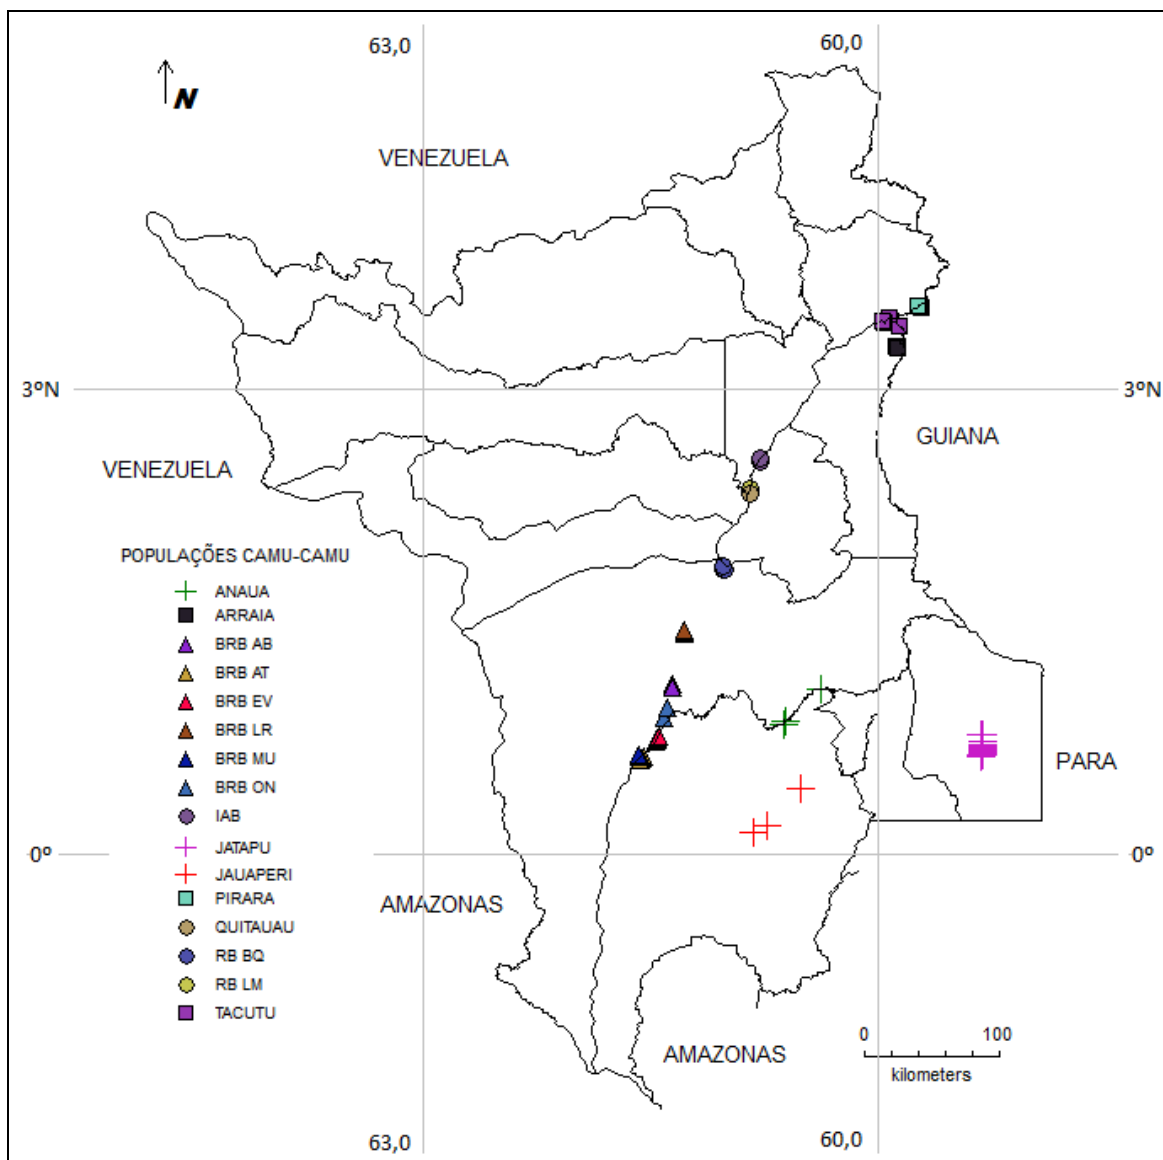 63,0
60,0
N
VENEZUELA
3ºN
3ºN
GUIANA
VENEZUELA
POPULAÇÕES CAMU-CAMU
ANAUA
ARRAIA
BRB AB
BRB AT
BRB EV
BRB LR
BRB MU
BRB ON
IAB
JATAPU
JAUAPERI
PIRARA
QUITAUAU
RB BQ
RB LM
TACUTU
PARA
0º
0º
AMAZONAS
AMAZONAS
0 100
kilometers
63,0
60,0